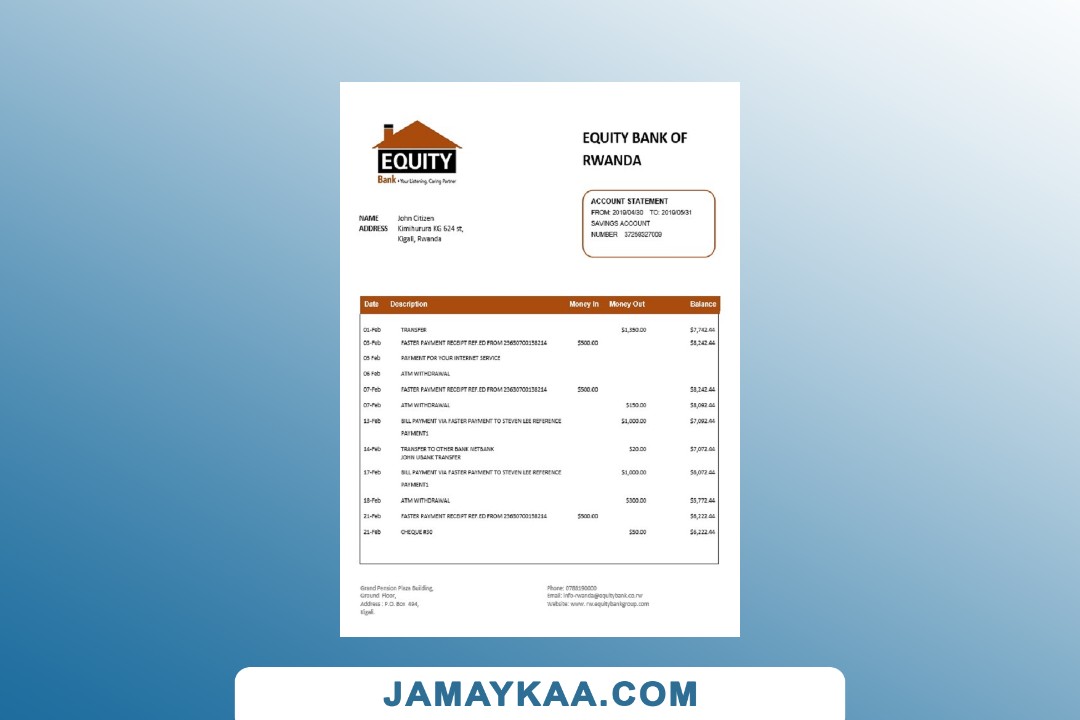 EQUITY
Bank • Your Listening, Caring Partner
EQUITY BANK OF
RWANDA
ACCOUNT STATEMENT
FROM: 2019/04/30 TO: 2019/05/31
SAVINGS ACCOUNT
NUMBER 37259327009
NAME John Citizen
ADDRESS Kimihurura KG 624 st,
Kigali, Rwanda
Date Description Money In Money Out Balance
01-Feb TRANSFER $1,350.00 $7,742.44
03-Feb FASTER PAYMENT RECEIPT REF.ED FROM 23630700138214 $500.00 $8,242.44
05 Feb PAYMENT FOR YOUR INTERNET SERVICE
06 Feb ATM WITHDRAWAL
07-Feb FASTER PAYMENT RECEIPT REF.ED FROM 23630700138214 $500.00 $8,242.44
07-Feb ATM WITHDRAWAL $150.00 $8,092.44
13-Feb BILL PAYMENT VIA FASTER PAYMENT TO STEVEN LEE REFERENCE $1,000.00 $7,092.44
PAYMENT1
14-Feb TRANSFER TO OTHER BANK NETBANK $20.00 $7,072.44
JOHN UBANK TRANSFER
17-Feb BILL PAYMENT VIA FASTER PAYMENT TO STEVEN LEE REFERENCE $1,000.00 $6,072.44
PAYMENT1
18-Feb ATM WITHDRAWAL $300.00 $5,772.44
21-Feb FASTER PAYMENT RECEIPT REF.ED FROM 23630700138214 $500.00 $6,222.44
21-Feb CHEQUE R30 $50.00 $6,222.44
Grand Pension Plaza Building,
Ground Floor,
Address : P.O. Box 494,
Kigali.
Phone: 0788190000
Email: info-rwanda@equitybank.co.rw
Website: www. rw.equitybankgroup.com
JAMAYKAA.COM